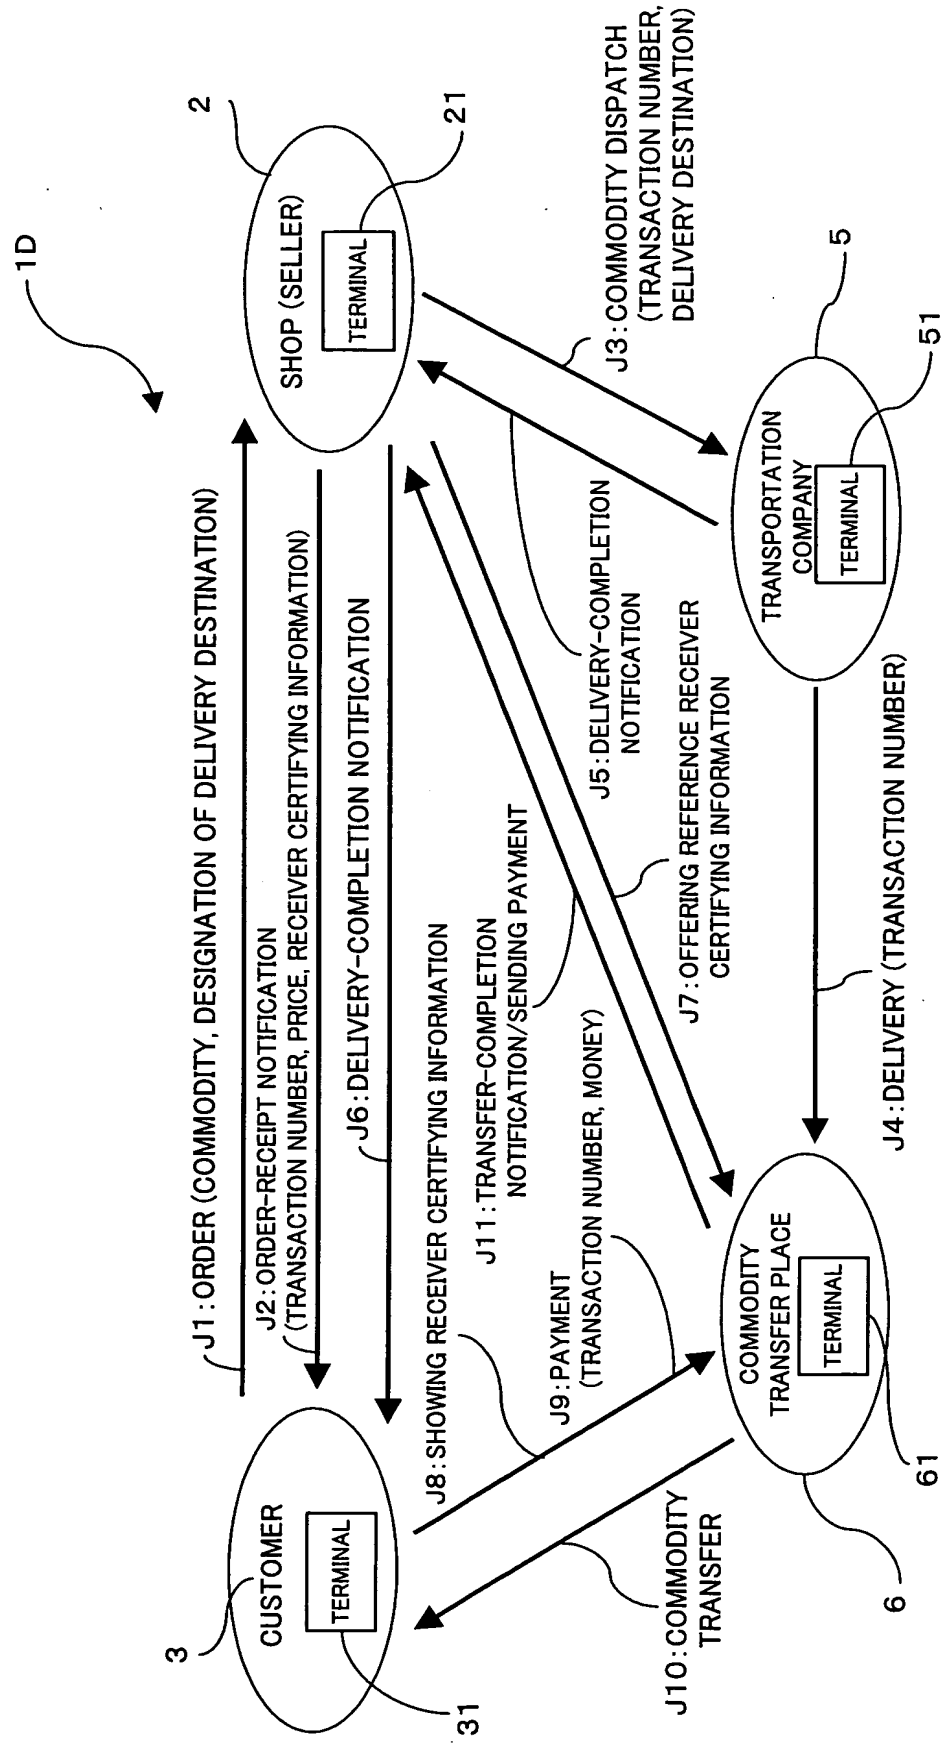 1D
J1:ORDER (COMMODITY, DESIGNATION OF DELIVERY DESTINATION)
J2:ORDER-RECEIPT NOTIFICATION
(TRANSACTION NUMBER, PRICE, RECEIVER CERTIFYING INFORMATION)
J6:DELIVERY-COMPLETION NOTIFICATION
3
CUSTOMER
TERMINAL
31
2
SHOP (SELLER)
TERMINAL
21
J8:SHOWING RECEIVER CERTIFYING INFORMATION
J11:TRANSFER-COMPLETION
NOTIFICATION/SENDING PAYMENT
J9:PAYMENT
(TRANSACTION NUMBER, MONEY)
J5:DELIVERY-COMPLETION
NOTIFICATION
J3:COMMODITY DISPATCH
(TRANSACTION NUMBER,
DELIVERY DESTINATION)
J7:OFFERING REFERENCE RECEIVER
CERTIFYING INFORMATION
J10:COMMODITY
TRANSFER
COMMODITY
TRANSFER PLACE
TERMINAL
61
6
TRANSPORTATION
COMPANY
TERMINAL
51
5
J4:DELIVERY (TRANSACTION NUMBER)